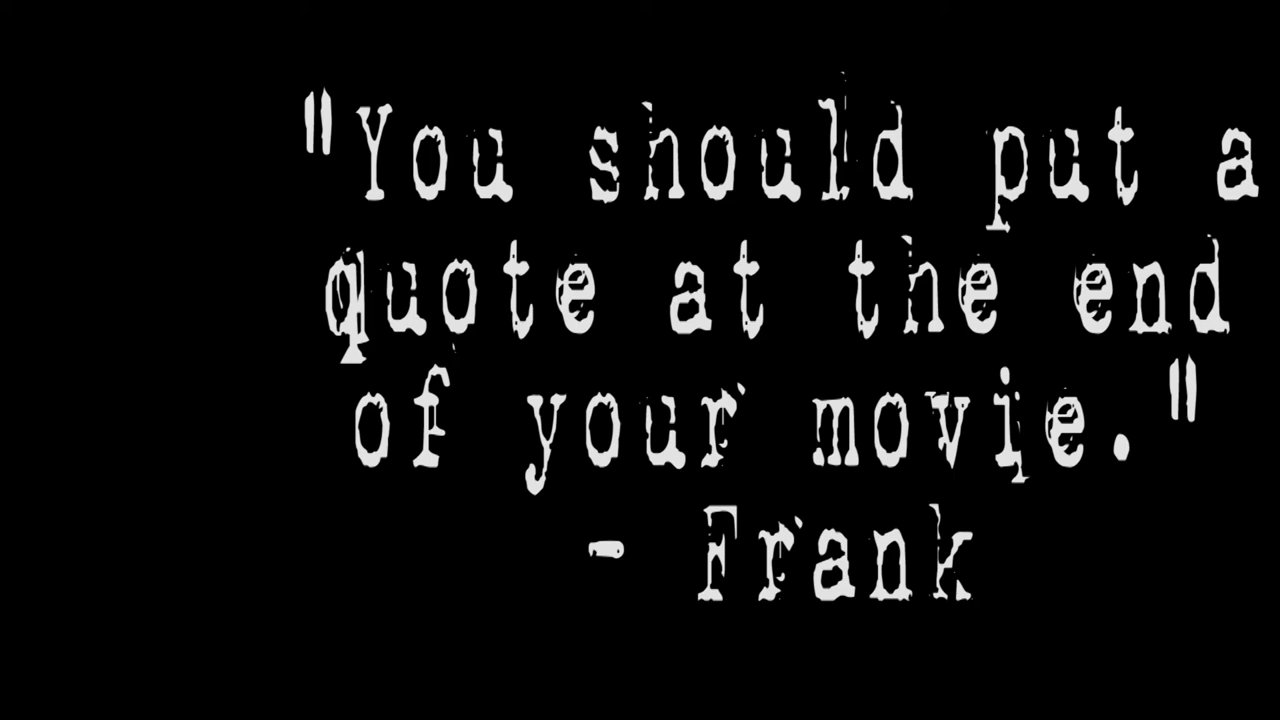 "You should put a
quote at the end
of your movie."
- Frank